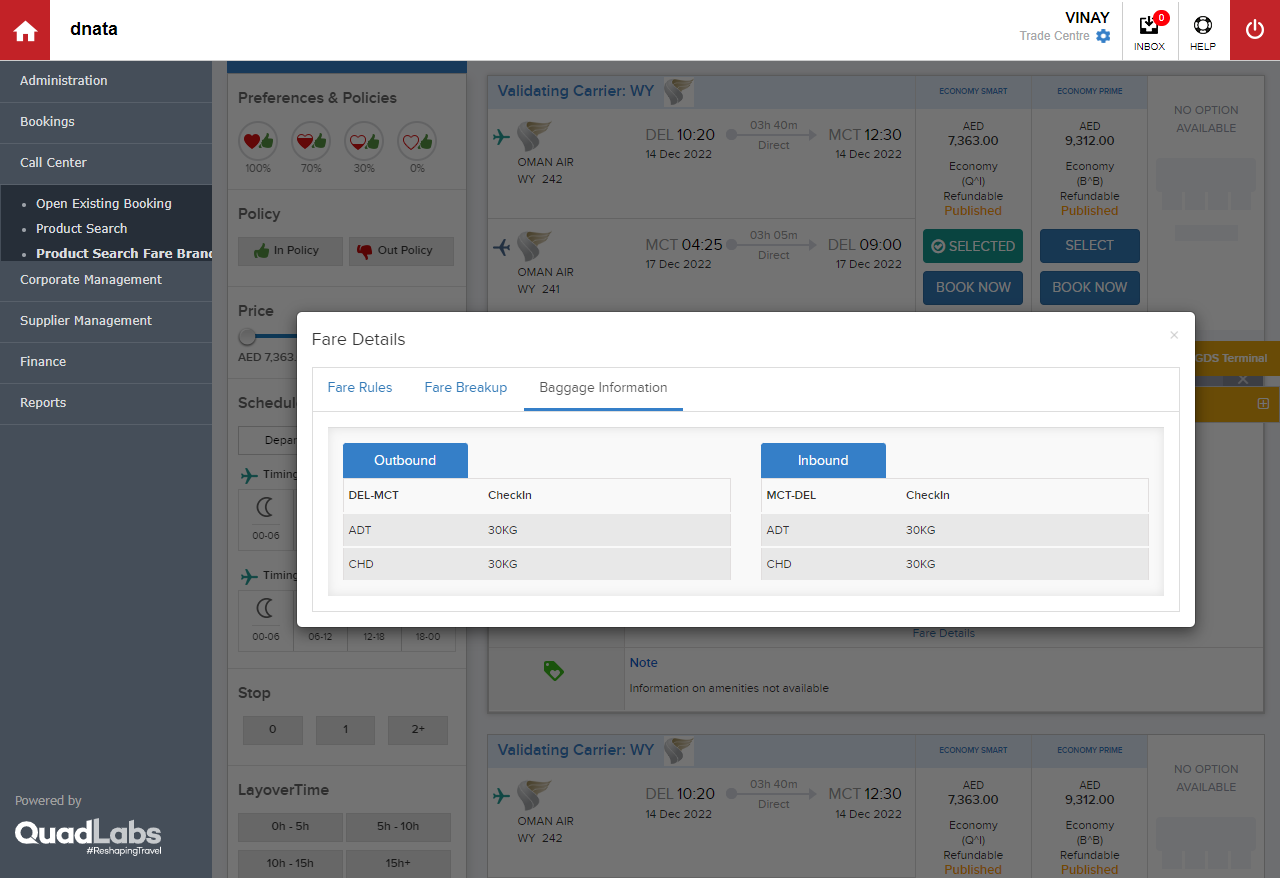 dnata
VINAY
Trade Centre
0
INBOX
HELP
Administration
Bookings
Call Center
Open Existing Booking
Product Search
Product Search Fare Brand
Corporate Management
Supplier Management
Finance
Reports
Powered by
QuadLabs
#ReshapingTravel
Preferences & Policies
100% 70% 30% 0%
Policy
In Policy Out Policy
Price
AED 7,363.
Schedul
Depar
Timing
00-06
Timing
00-06 06-12 12-18 18-00
Stop
0 1 2+
LayoverTime
0h - 5h 5h - 10h
10h - 15h 15h+
Validating Carrier: WY
ECONOMY SMART ECONOMY PRIME
NO OPTION
AVAILABLE
OMAN AIR
WY 242
DEL 10:20 03h 40m MCT 12:30
14 Dec 2022 Direct 14 Dec 2022
AED
7,363.00
Economy
(Q^I)
Refundable
Published
AED
9,312.00
Economy
(B^B)
Refundable
Published
OMAN AIR
WY 241
MCT 04:25 03h 05m DEL 09:00
17 Dec 2022 Direct 17 Dec 2022
SELECTED SELECT
BOOK NOW BOOK NOW
GDS Terminal
Fare Details
×
Fare Rules Fare Breakup Baggage Information
Outbound
DEL-MCT CheckIn
ADT 30KG
CHD 30KG
Inbound
MCT-DEL CheckIn
ADT 30KG
CHD 30KG
Fare Details
Note
Information on amenities not available
Validating Carrier: WY
ECONOMY SMART ECONOMY PRIME
NO OPTION
AVAILABLE
OMAN AIR
WY 242
DEL 10:20 03h 40m MCT 12:30
14 Dec 2022 Direct 14 Dec 2022
AED
7,363.00
Economy
(Q^I)
Refundable
Published
AED
9,312.00
Economy
(B^B)
Refundable
Published